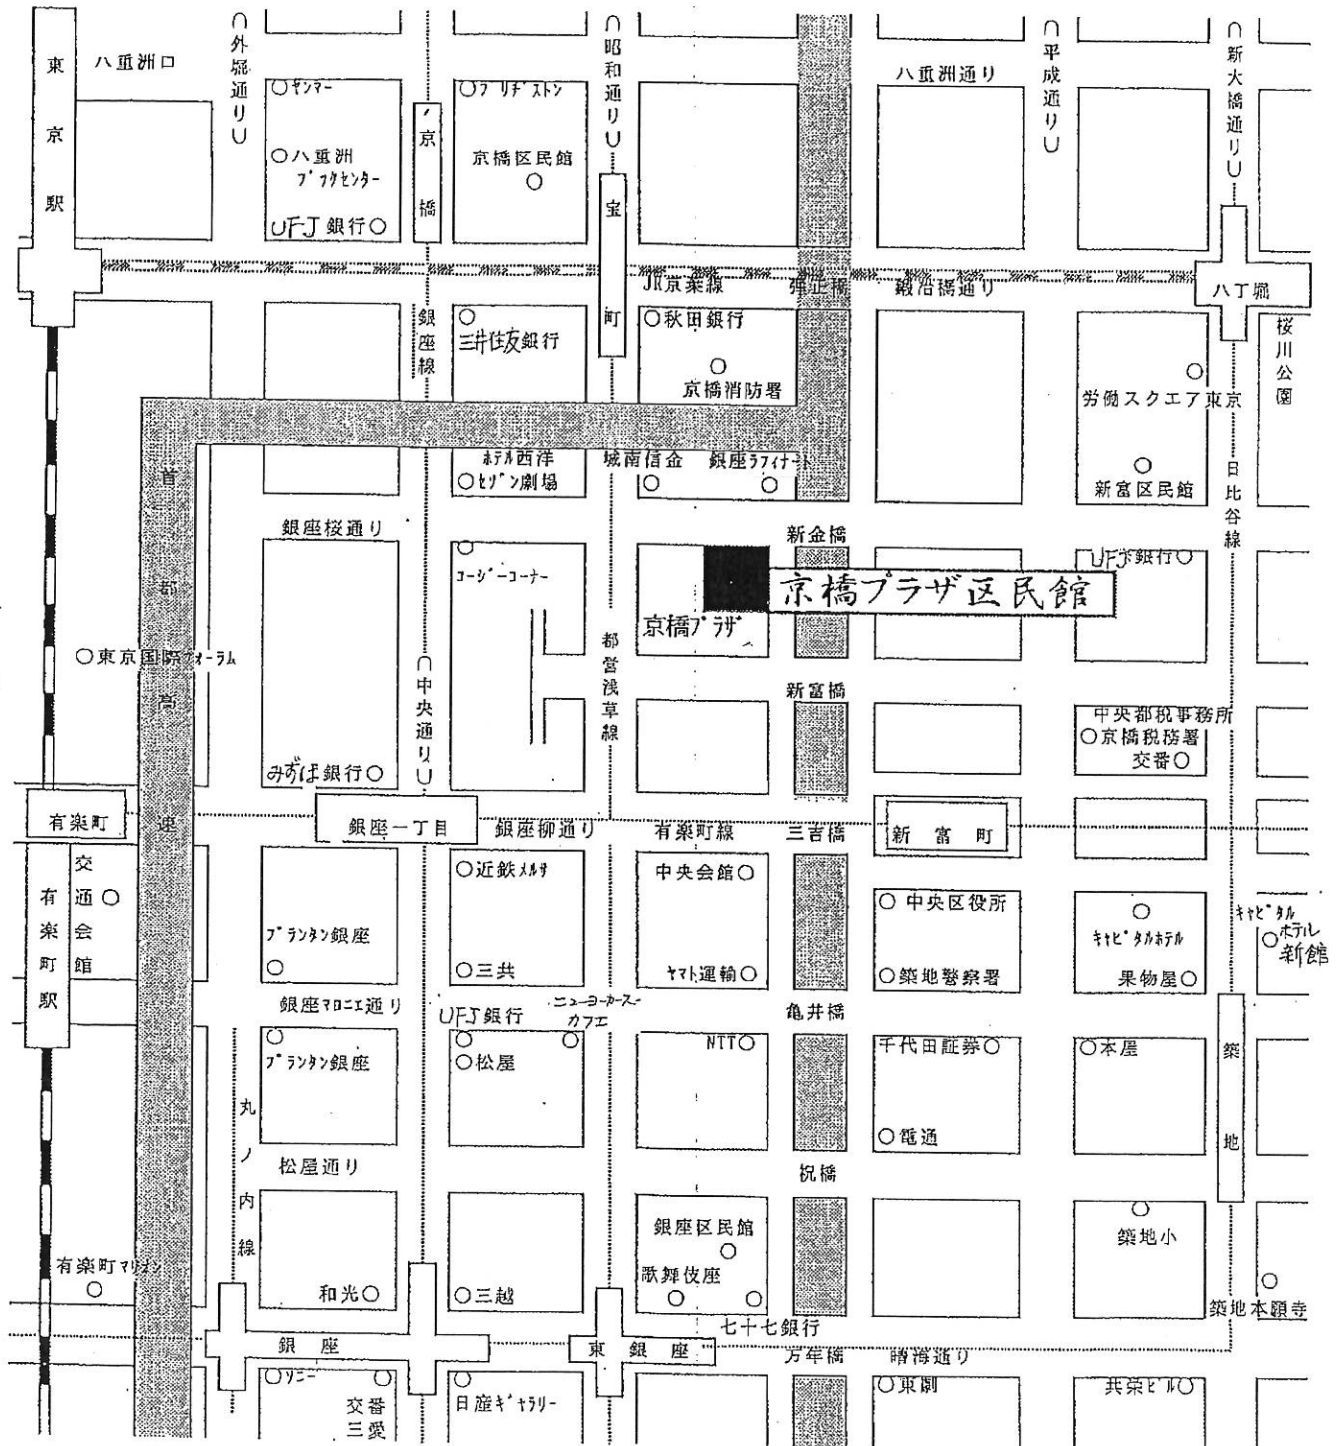 東京駅
八重洲口
∩外堀通り∪
○ヤンマー
○八重洲
ブックセンター
UFJ銀行○
京橋
○ブリヂストン
京橋区民館
○
∩昭和通り∪
宝町
八重洲通り
∩平成通り∪
∩新大橋通り∪
JR京葉線
弾正橋
鍛冶橋通り
八丁堀
銀座線
○
三井住友銀行
○秋田銀行
○
京橋消防署
桜川公園
○
労働スクエア東京
首都高速
ホテル西洋
○セゾン劇場
城南信金
○
銀座ラフィナート
○
○
新富区民館
日比谷線
銀座桜通り
○
コージーコーナー
新金橋
UFJ銀行○
京橋プラザ区民館
京橋プラザ
都営浅草線
○東京国際フォーラム
∩中央通り∪
新富橋
中央都税事務所
○京橋税務署
交番○
みずほ銀行○
有楽町
銀座一丁目
銀座柳通り
有楽町線
三吉橋
新富町
交通会館
○
有楽町駅
プランタン銀座
○
○近鉄メルサ
○三共
中央会館○
ヤマト運輸○
○中央区役所
○築地警察署
○
キャピタルホテル
果物屋○
キャピタル
○ホテル
新館
銀座マロニエ通り
UFJ銀行
○
ニューヨーカーズ
カフェ
○
亀井橋
○
プランタン銀座
○松屋
NTT○
千代田証券○
○電通
○本屋
築地
丸ノ内線
松屋通り
祝橋
銀座区民館
○
歌舞伎座
○ ○
○
築地小
有楽町マリオン
○
和光○
○三越
○
築地本願寺
七十七銀行
銀座
東銀座
万年橋
晴海通り
○ソニー
○
交番
三愛
○
日産ギャラリー
○東劇
共栄ビル○